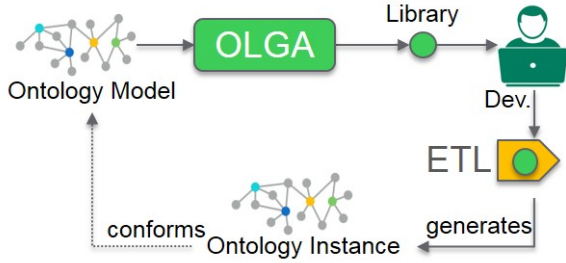 Library
OLGA
Ontology Model
Dev.
ETL
generates
conforms
Ontology Instance